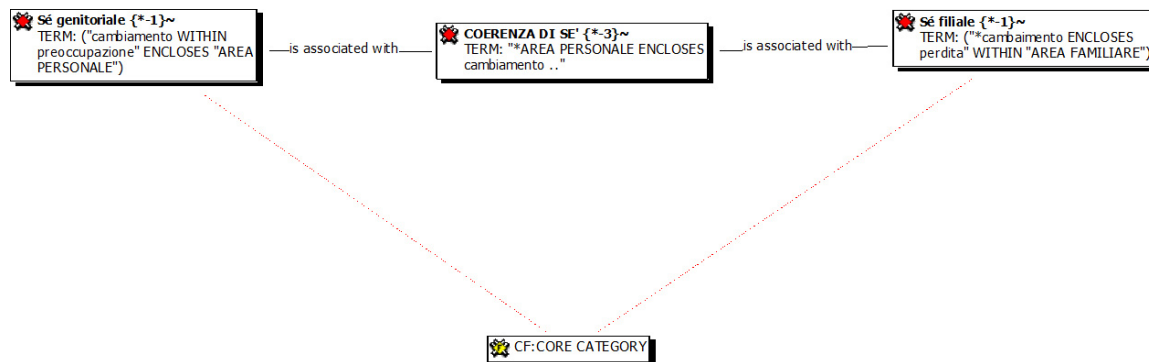 Sé genitoriale {*-1}~
TERM: ("cambiamento WITHIN
preoccupazione" ENCLOSES "AREA
PERSONALE")
is associated with
COERENZA DI SE' {*-3}~
TERM: "*AREA PERSONALE ENCLOSES
cambiamento .."
is associated with
Sé filiale {*-1}~
TERM: ("*cambaimento ENCLOSES
perdita" WITHIN "AREA FAMILIARE")
CF:CORE CATEGORY